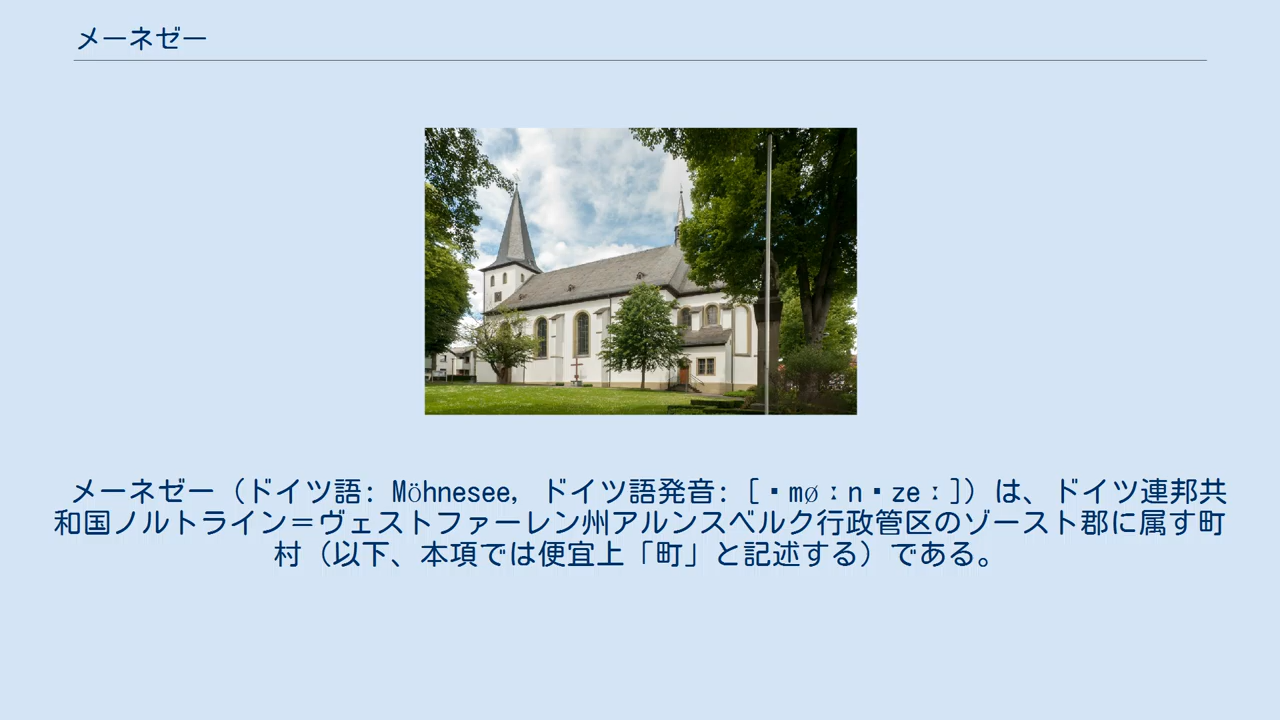 メーネゼー
メーネゼー（ドイツ語: Möhnesee, ドイツ語発音: [▪møːn▪zeː]）は、ドイツ連邦共
和国ノルトライン＝ヴェストファーレン州アルンスベルク行政管区のゾースト郡に属す町
村（以下、本項では便宜上「町」と記述する）である。